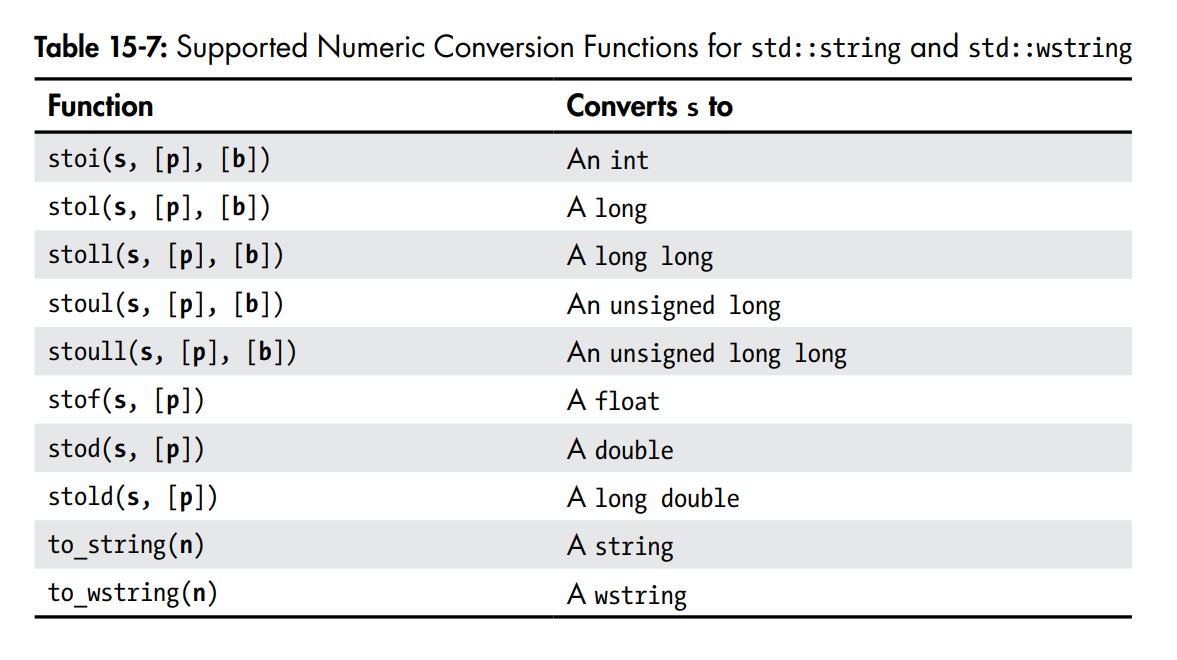 Table 15-7: Supported Numeric Conversion Functions for std::string and std::wstring
Function Converts s to
stoi(s, [p], [b]) An int
stol(s, [p], [b]) A long
stoll(s, [p], [b]) A long long
stoul(s, [p], [b]) An unsigned long
stoull(s, [p], [b]) An unsigned long long
stof(s, [p]) A float
stod(s, [p]) A double
stold(s, [p]) A long double
to_string(n) A string
to_wstring(n) A wstring